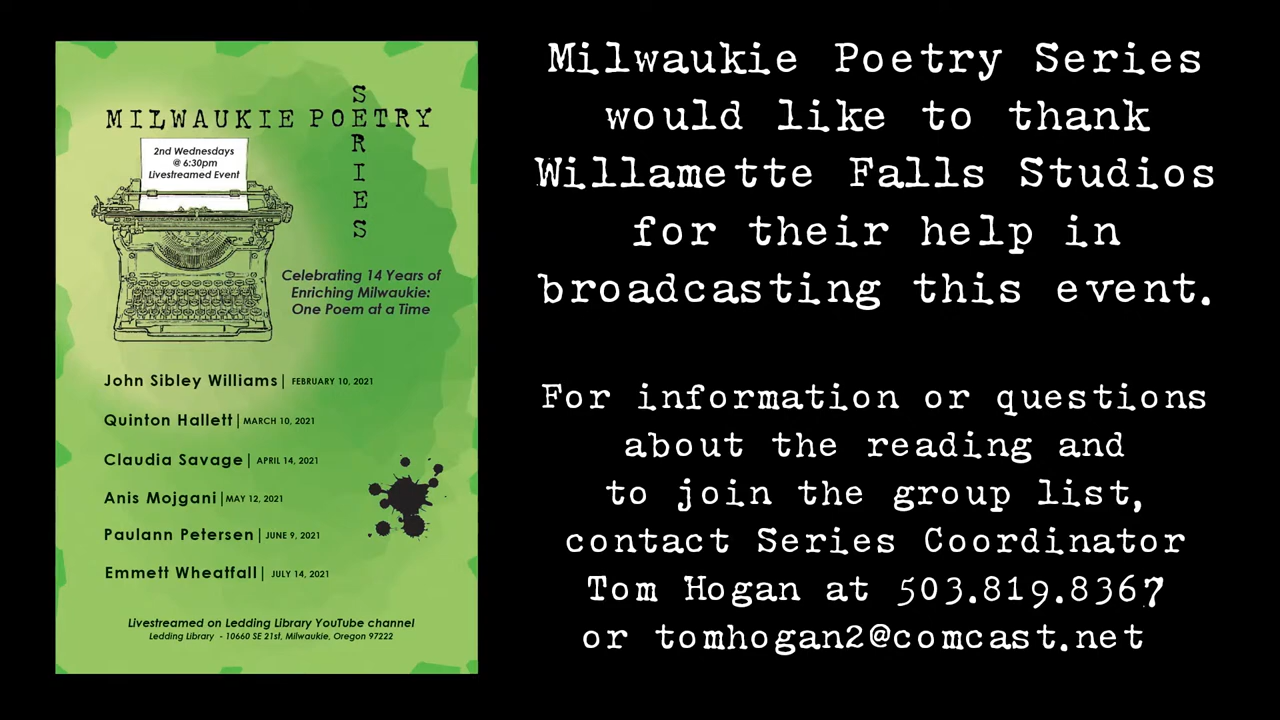 MILWAUKIE POETRY
SERIES
2nd Wednesdays
@ 6:30pm
Livestreamed Event
Celebrating 14 Years of
Enriching Milwaukie:
One Poem at a Time
John Sibley Williams | FEBRUARY 10, 2021
Quinton Hallett | MARCH 10, 2021
Claudia Savage | APRIL 14, 2021
Anis Mojgani | MAY 12, 2021
Paulann Petersen | JUNE 9, 2021
Emmett Wheatfall | JULY 14, 2021
Livestreamed on Ledding Library YouTube channel
Ledding Library - 10660 SE 21st, Milwaukie, Oregon 97222
Milwaukie Poetry Series
would like to thank
Willamette Falls Studios
for their help in
broadcasting this event.
For information or questions
about the reading and
to join the group list,
contact Series Coordinator
Tom Hogan at 503.819.8367
or tomhogan2@comcast.net